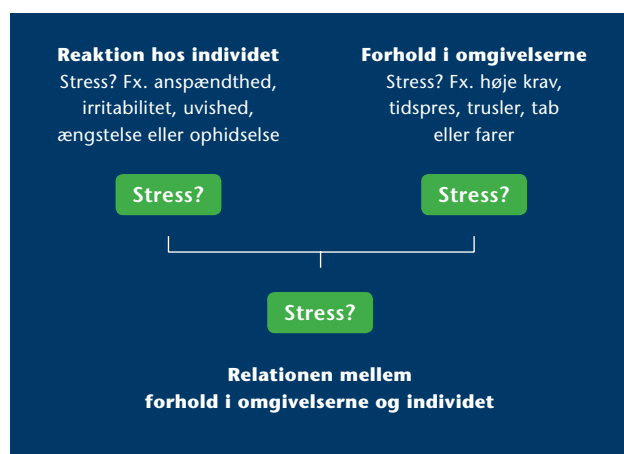 Reaktion hos individet
Stress? Fx. anspændthed,
irritabilitet, uvished,
ængstelse eller ophidselse
Stress?
Forhold i omgivelserne
Stress? Fx. høje krav,
tidspres, trusler, tab
eller farer
Stress?
Stress?
Relationen mellem
forhold i omgivelserne og individet